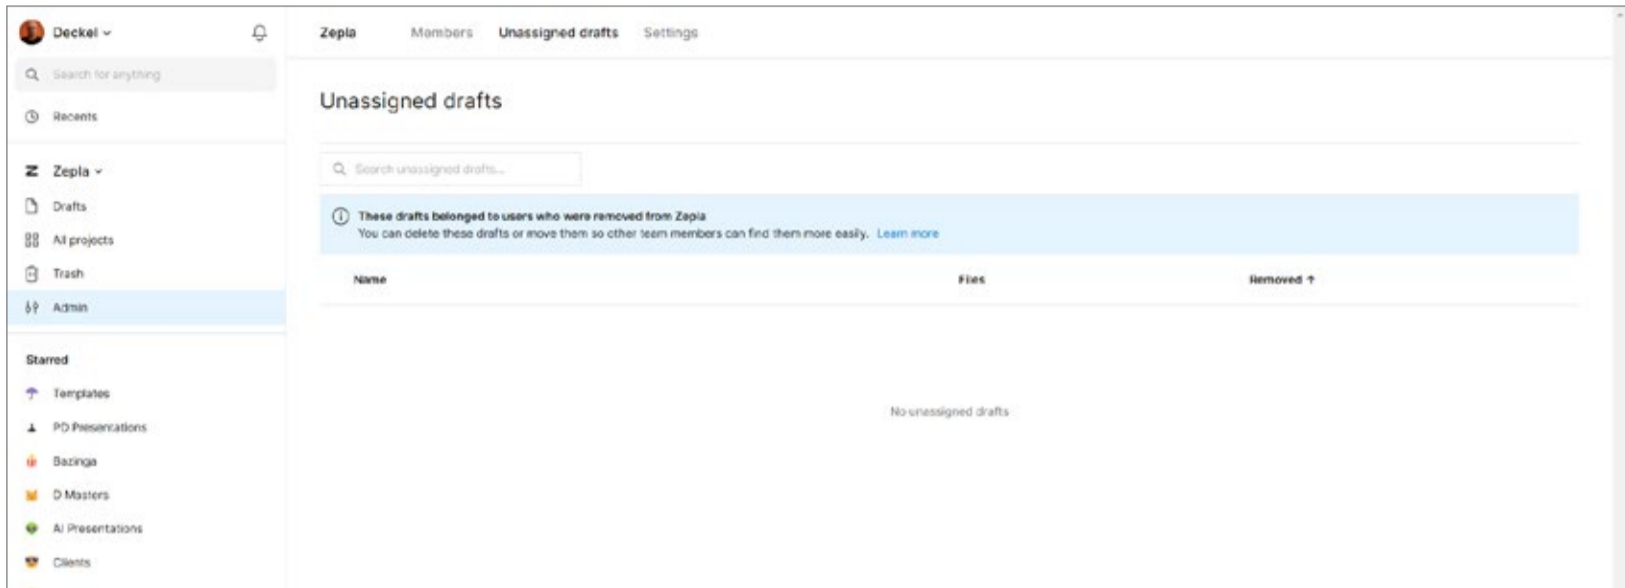 Deckel
Search for anything
Recents
Zepla
Drafts
All projects
Trash
Admin
Starred
Templates
PD Presentations
Bazinga
D Masters
AI Presentations
Clients
Zepla Members Unassigned drafts Settings
Unassigned drafts
Search unassigned drafts...
These drafts belonged to users who were removed from Zepla
You can delete these drafts or move them so other team members can find them more easily. Learn more
Name Files Removed ↑
No unassigned drafts